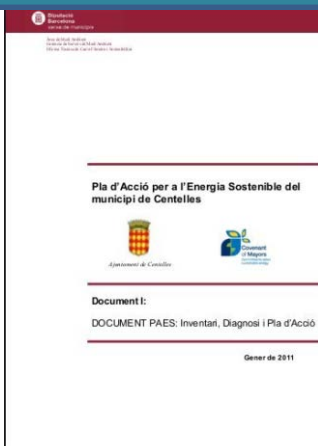 Diputació
Barcelona
xarxa de municipis
Pla d'Acció per a l'Energia Sostenible del
municipi de Centelles
Ajuntament de Centelles
Covenant
of Mayors
Document I:
DOCUMENT PAES: Inventari, Diagnosi i Pla d'Acció
Gener de 2011